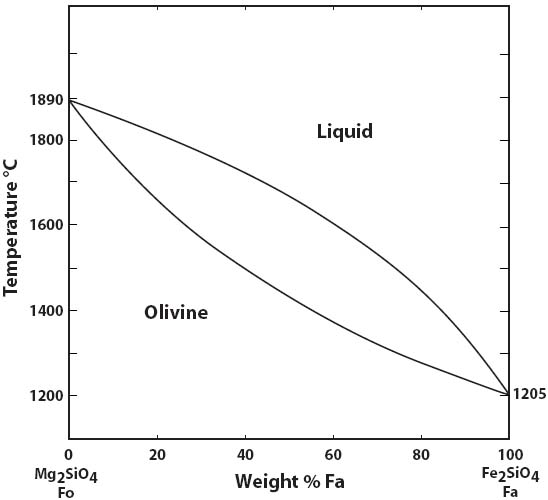 1890
1800
1600
1400
1200
Temperature °C
Liquid
Olivine
1205
0
20
40
60
80
100
Mg2SiO4
Fo
Weight % Fa
Fe2SiO4
Fa